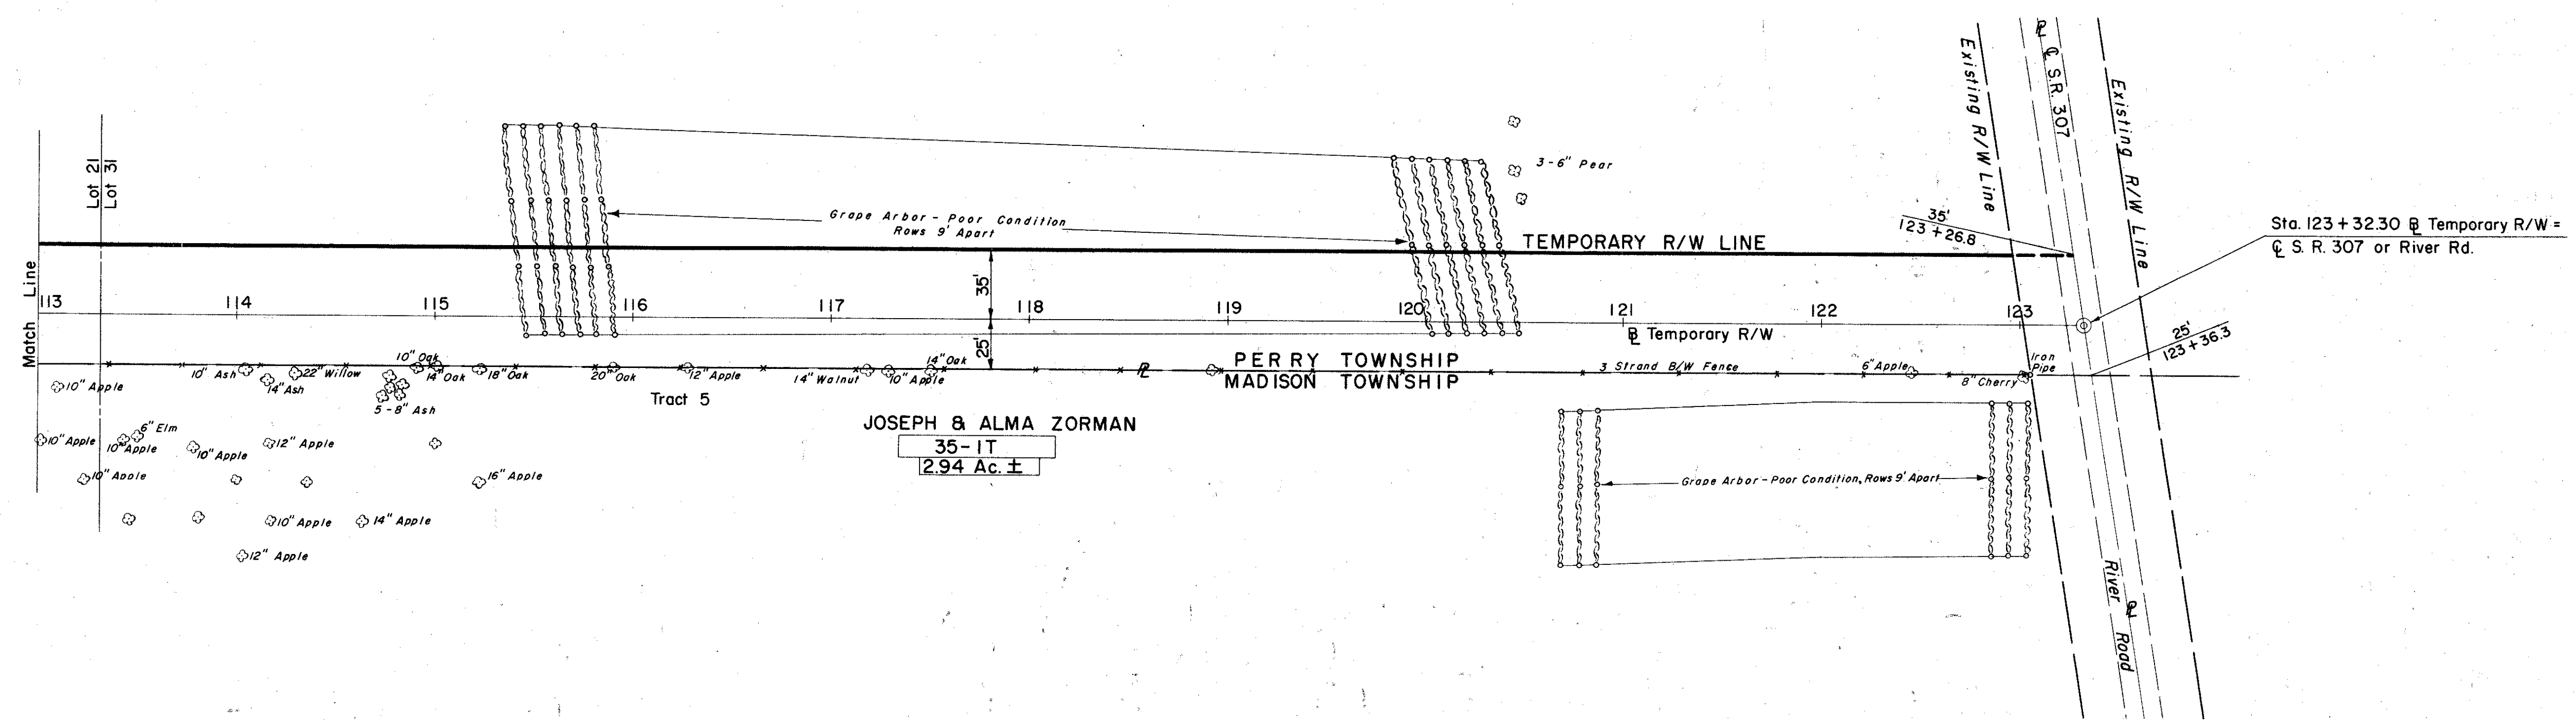 Match Line
Lot 21
Lot 31
Existing R/W Line
℄ S.R. 307
Existing R/W Line
3-6" Pear
Grape Arbor - Poor Condition
Rows 9' Apart
35'
123 + 26.8
Sta. 123 + 32.30 ⅊ Temporary R/W =
℄ S. R. 307 or River Rd.
TEMPORARY R/W LINE
35'
113 114 115 116 117 118 119 120 121 122 123
Temporary R/W
25'
25'
123 + 36.3
PERRY TOWNSHIP
MADISON TOWNSHIP
10" Oak
10" Ash
22" Willow
14" Oak
18" Oak
20" Oak
12" Apple
14" Walnut
10" Apple
14" Oak
3 Strand B/W Fence
6" Apple
Iron
Pipe
8" Cherry
10" Apple
14" Ash
5 - 8" Ash
Tract 5
JOSEPH & ALMA ZORMAN
35-1T
2.94 Ac. ±
6" Elm
10" Apple
10" Apple
10" Apple
12" Apple
10" Apple
16" Apple
10" Apple
14" Apple
12" Apple
Grape Arbor - Poor Condition, Rows 9' Apart
River Road